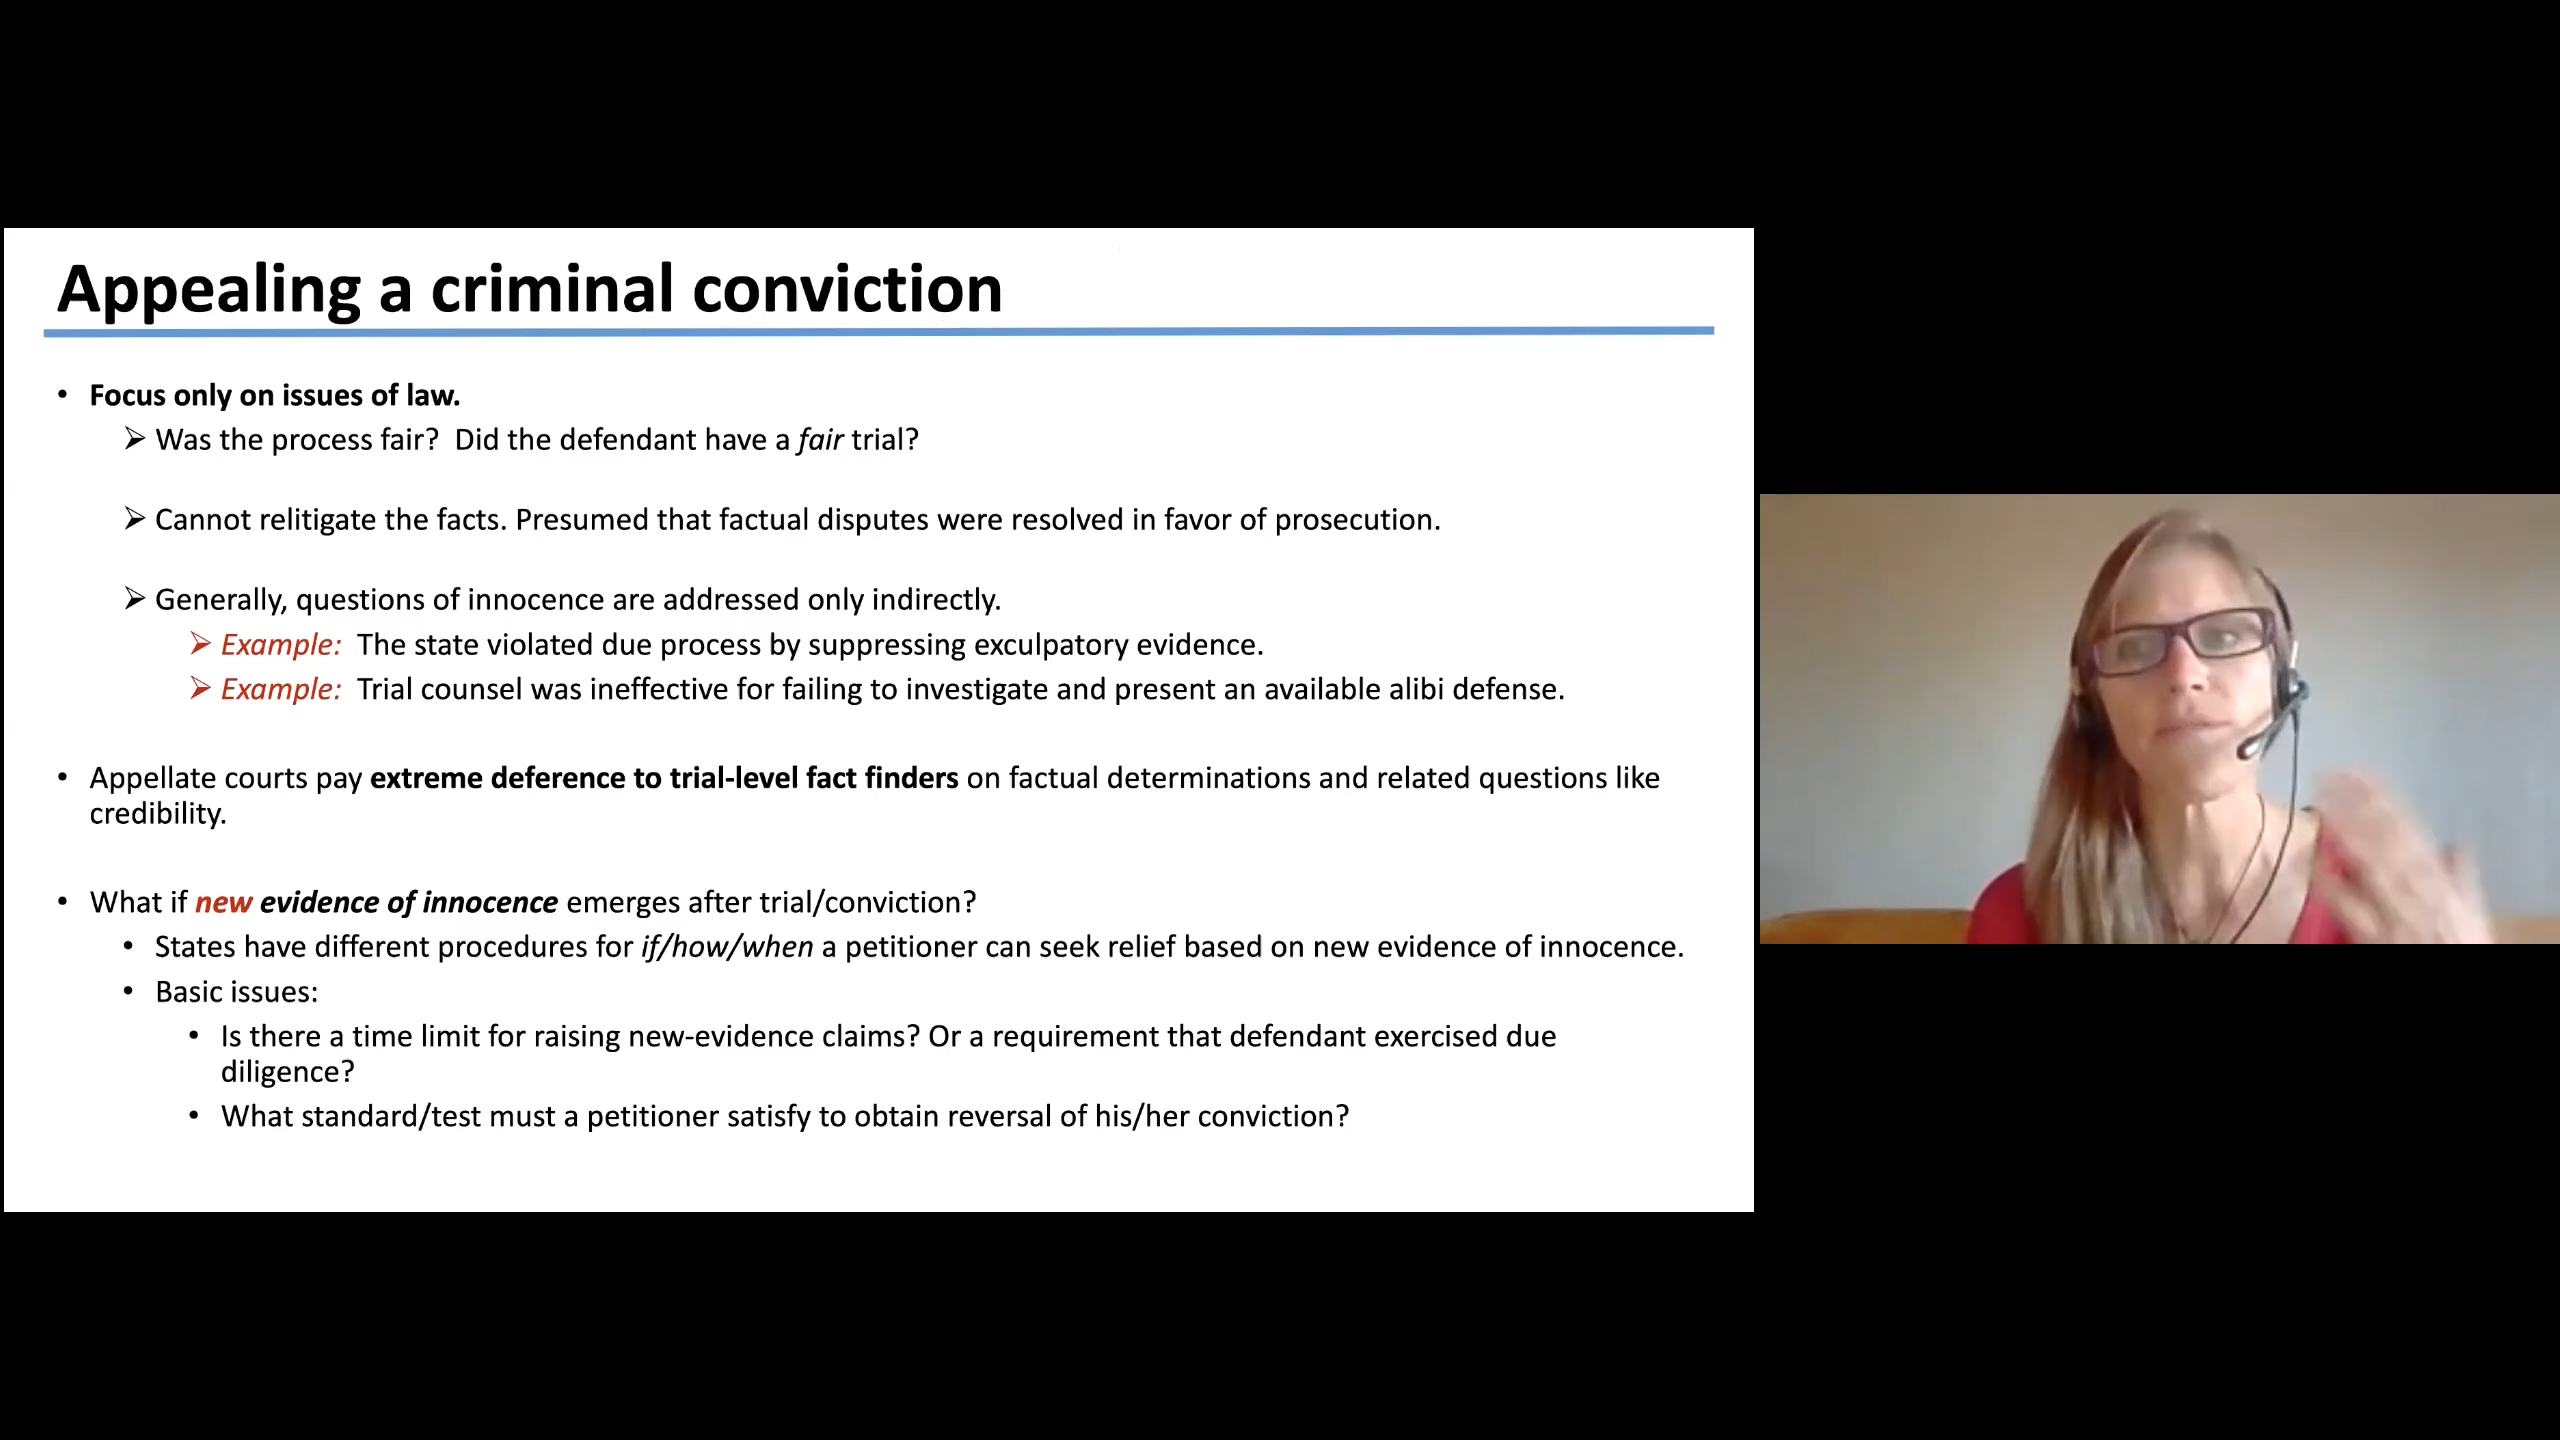 Appealing a criminal conviction
• Focus only on issues of law.
➢ Was the process fair?  Did the defendant have a fair trial?
➢ Cannot relitigate the facts. Presumed that factual disputes were resolved in favor of prosecution.
➢ Generally, questions of innocence are addressed only indirectly.
➢ Example:  The state violated due process by suppressing exculpatory evidence.
➢ Example:  Trial counsel was ineffective for failing to investigate and present an available alibi defense.
• Appellate courts pay extreme deference to trial-level fact finders on factual determinations and related questions like
credibility.
• What if new evidence of innocence emerges after trial/conviction?
• States have different procedures for if/how/when a petitioner can seek relief based on new evidence of innocence.
• Basic issues:
• Is there a time limit for raising new-evidence claims? Or a requirement that defendant exercised due
diligence?
• What standard/test must a petitioner satisfy to obtain reversal of his/her conviction?